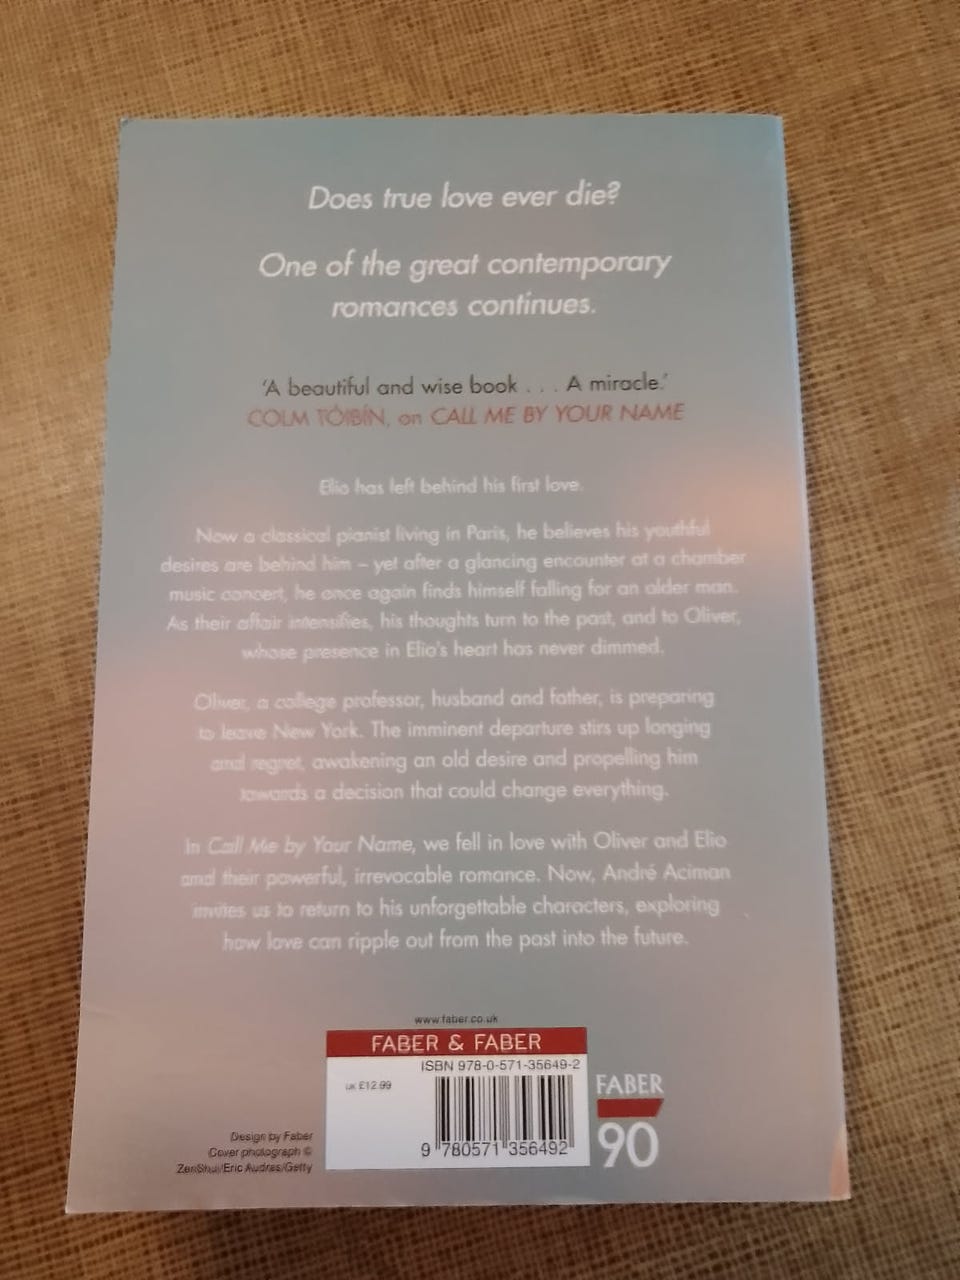 Does true love ever die?
One of the great contemporary
romances continues.
‘A beautiful and wise book . . . A miracle.’
COLM TÓIBÍN, on CALL ME BY YOUR NAME
Elio has left behind his first love.
Now a classical pianist living in Paris, he believes his youthful
desires are behind him – yet after a glancing encounter at a chamber
music concert, he once again finds himself falling for an older man.
As their affair intensifies, his thoughts turn to the past, and to Oliver,
whose presence in Elio’s heart has never dimmed.
Oliver, a college professor, husband and father, is preparing
to leave New York. The imminent departure stirs up longing
and regret, awakening an old desire and propelling him
towards a decision that could change everything.
In Call Me by Your Name, we fell in love with Oliver and Elio
and their powerful, irrevocable romance. Now, André Aciman
invites us to return to his unforgettable characters, exploring
how love can ripple out from the past into the future.
www.faber.co.uk
FABER & FABER
ISBN 978-0-571-35649-2
UK £12.99
9 780571 356492
FABER
90
Design by Faber
Cover photograph ©
ZenShui/Eric Audras/Getty